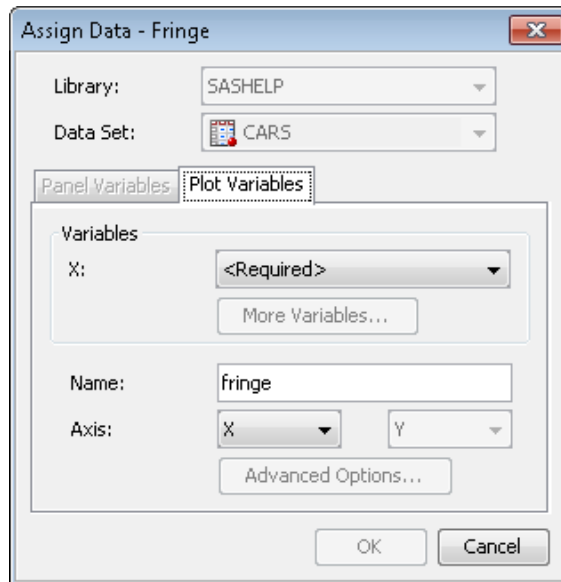 Assign Data - Fringe
Library: SASHELP
Data Set: CARS
Panel Variables Plot Variables
Variables
X: <Required>
More Variables...
Name: fringe
Axis: X Y
Advanced Options...
OK Cancel